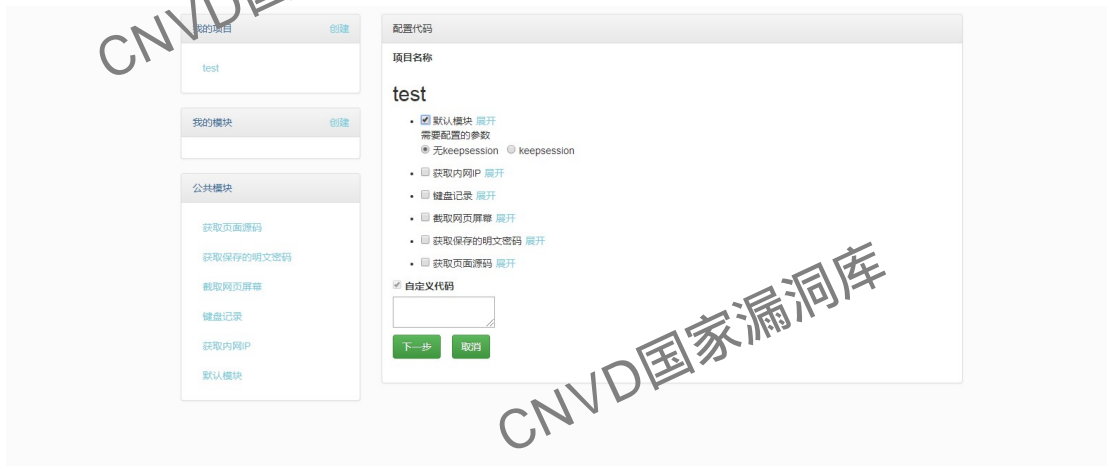 我的项目 创建
test
我的模块 创建
公共模块
获取页面源码
获取保存的明文密码
截取网页屏幕
键盘记录
获取内网IP
默认模块
配置代码
项目名称
test
默认模块 展开
需要配置的参数
无keepsession keepsession
获取内网IP 展开
键盘记录 展开
截取网页屏幕 展开
获取保存的明文密码 展开
获取页面源码 展开
自定义代码
下一步 取消
CNVD国
CNVD国家漏洞库